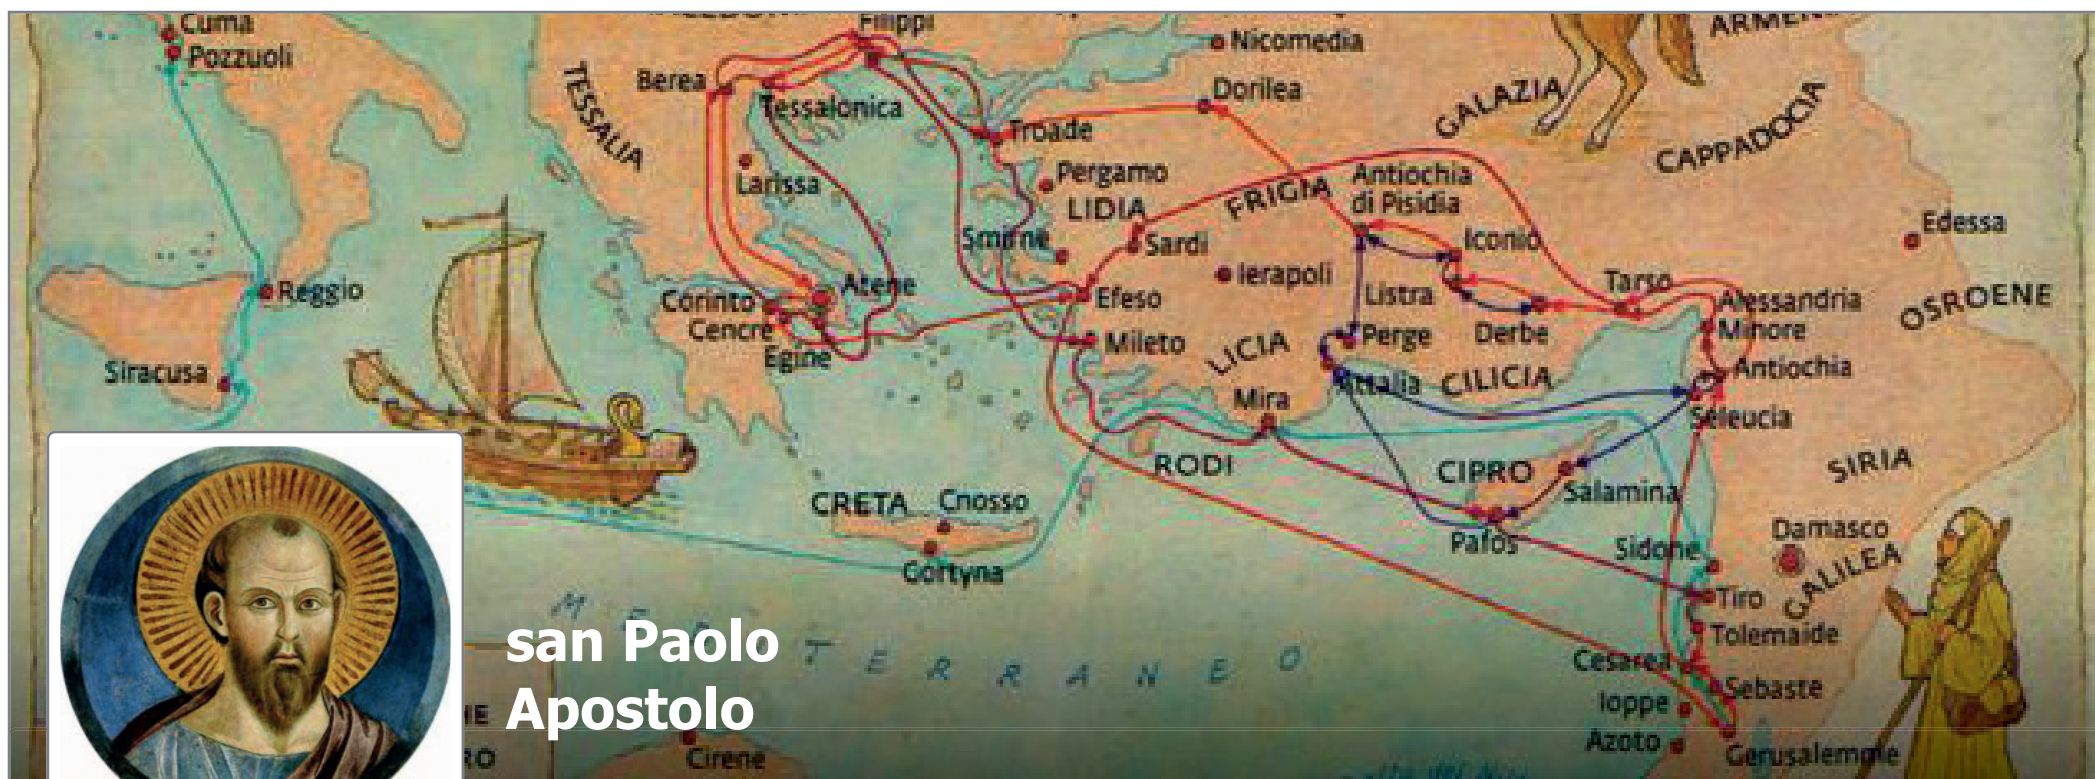 Cuma
Pozzuoli
Filippi
Nicomedia
Berea
Tessalonica
TESSALIA
Larissa
Troade
Dorilea
GALAZIA
CAPPADOCIA
Pergamo
LIDIA
FRIGIA
Antiochia
di Pisidia
Edessa
Smirne
Sardi
Iconio
Ierapoli
Reggio
Corinto
Cencre
Atene
Egine
Efeso
Listra
Tarso
Alessandria
Minore
OSROENE
Siracusa
Mileto
LICIA
Perge
Derbe
Attalia
CILICIA
Antiochia
Mira
Seleucia
RODI
CIPRO
Salamina
SIRIA
CRETA
Cnosso
Gortyna
Pafos
Sidone
Damasco
GALILEA
Tiro
Tolemaide
Cesarea
Sebaste
Ioppe
Azoto
Gerusalemme
Cirene
san Paolo
Apostolo